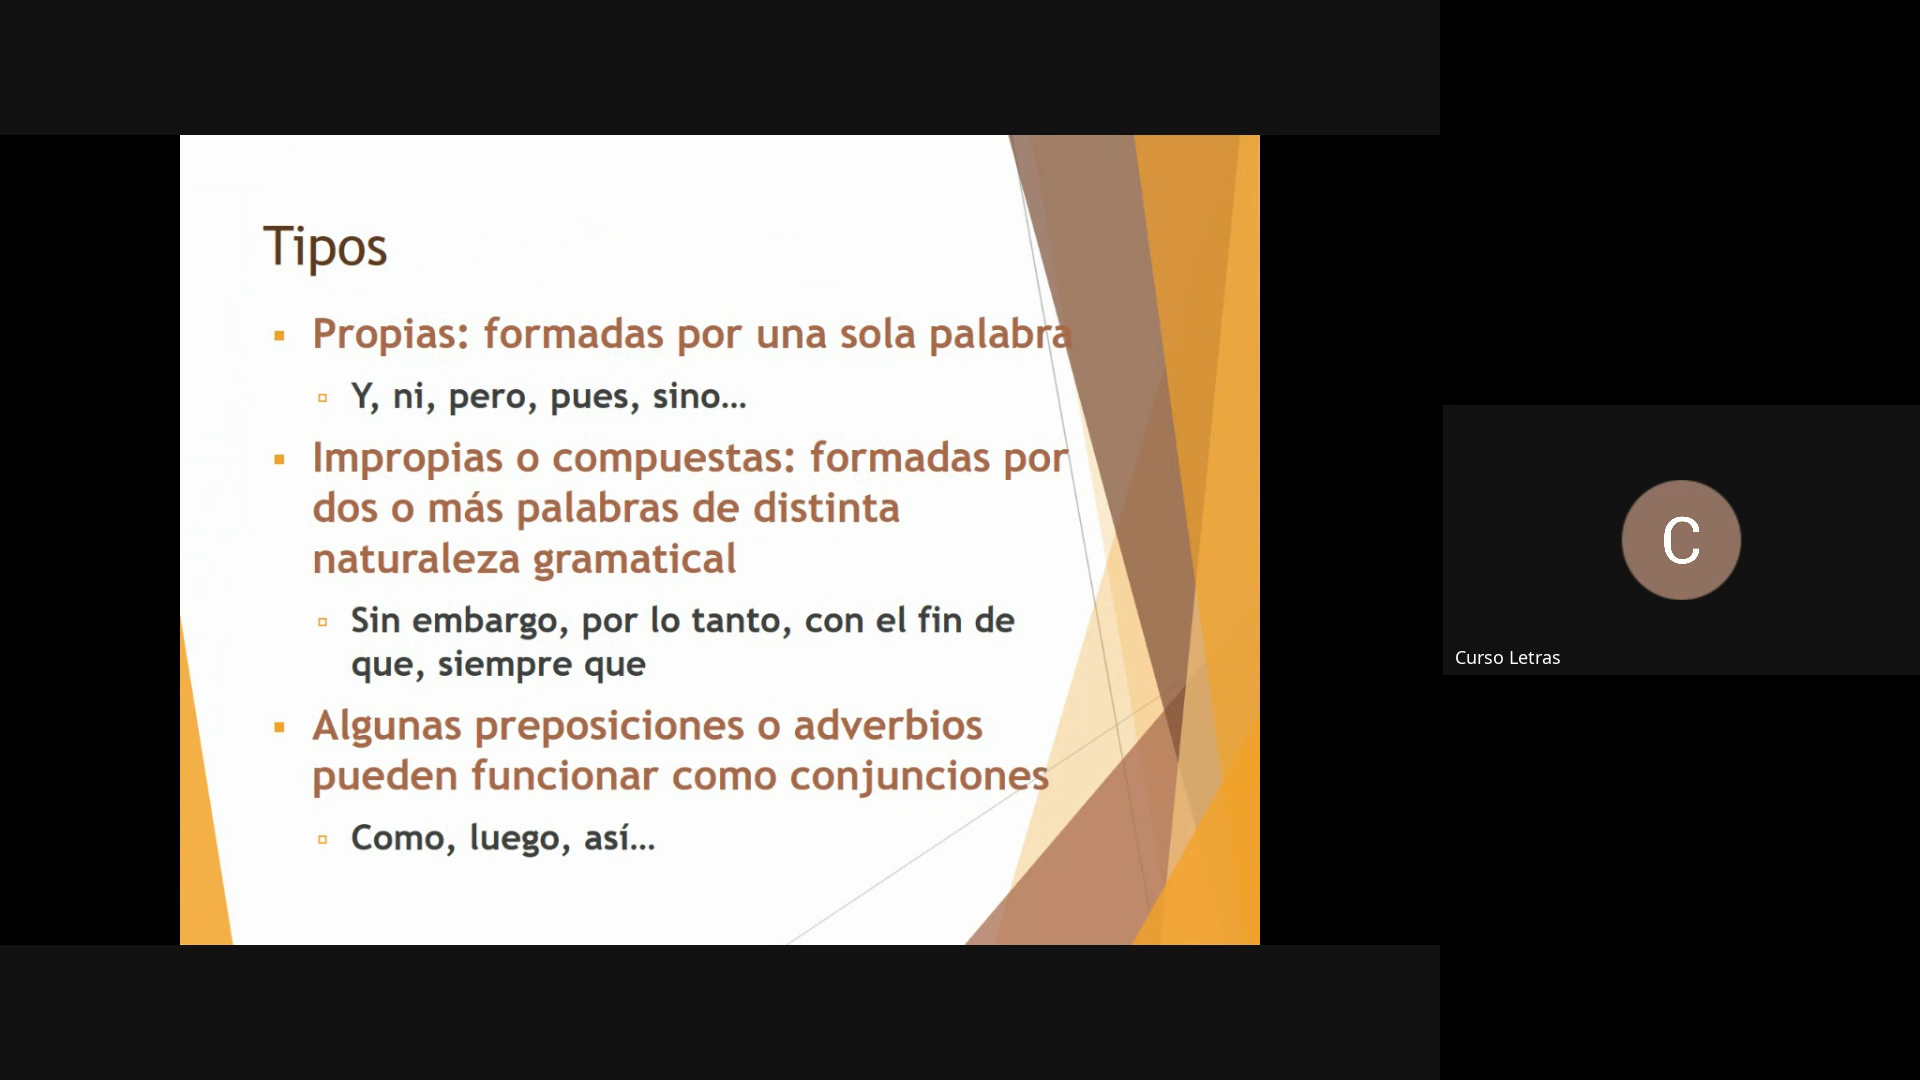 Tipos
Propias: formadas por una sola palabra
Y, ni, pero, pues, sino...
Impropias o compuestas: formadas por
dos o más palabras de distinta
naturaleza gramatical
Sin embargo, por lo tanto, con el fin de
que, siempre que
Algunas preposiciones o adverbios
pueden funcionar como conjunciones
Como, luego, así...
C
Curso Letras